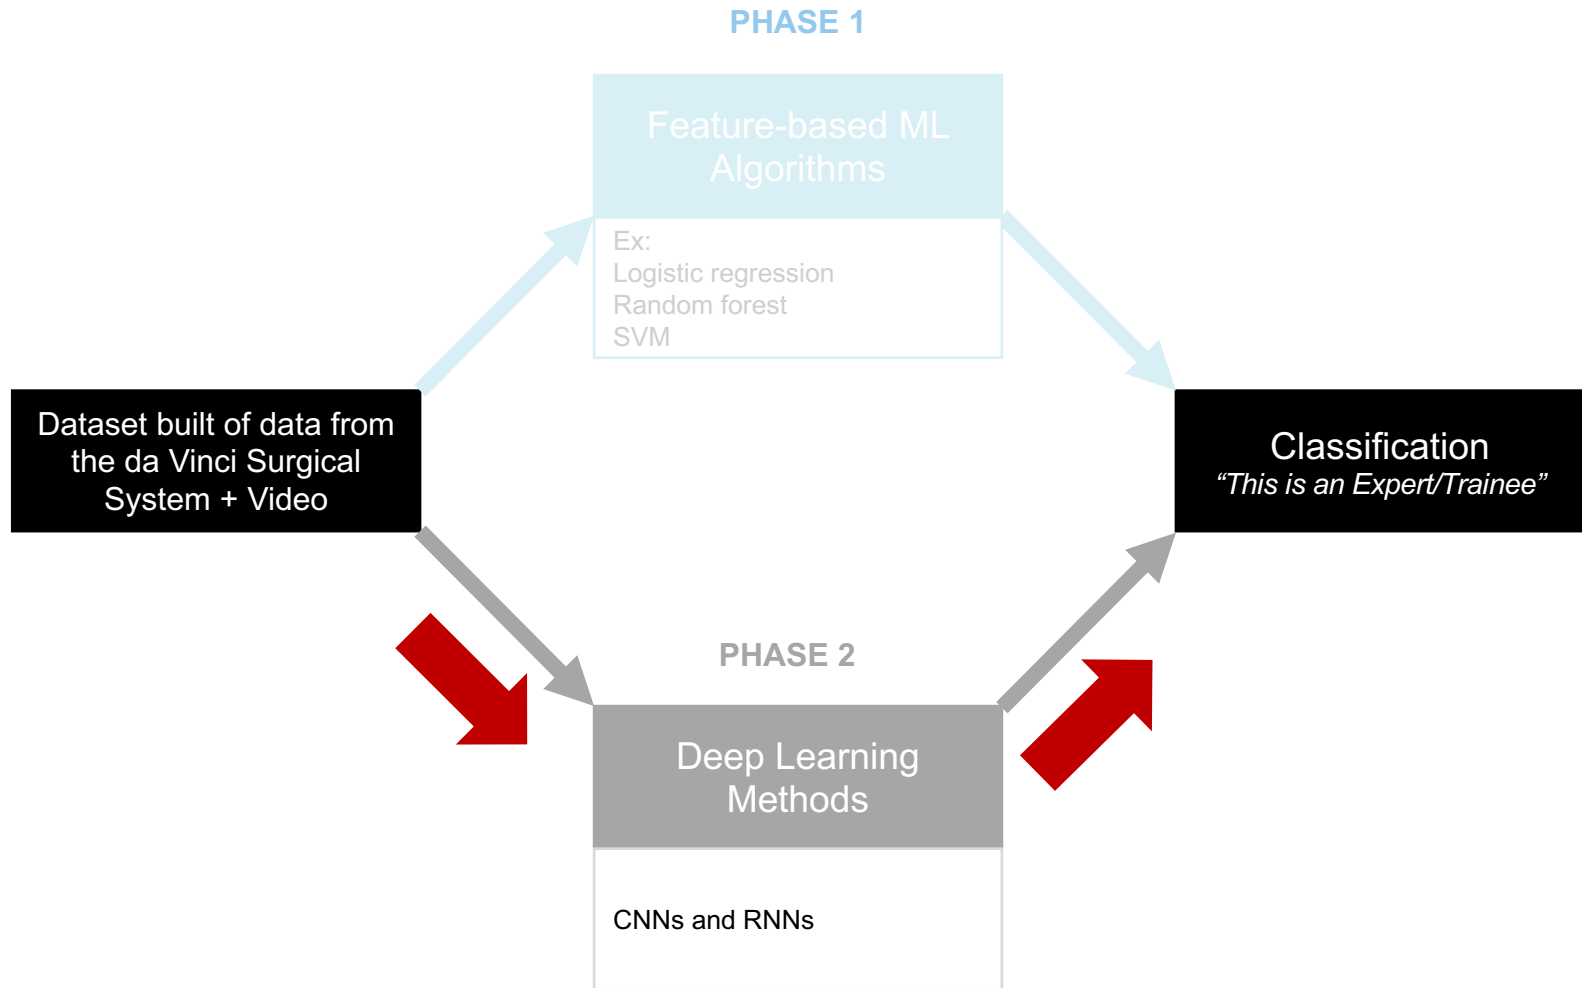 PHASE 1
Feature-based ML
Algorithms
Ex:
Logistic regression
Random forest
SVM
Dataset built of data from
the da Vinci Surgical
System + Video
Classification
“This is an Expert/Trainee”
PHASE 2
Deep Learning
Methods
CNNs and RNNs